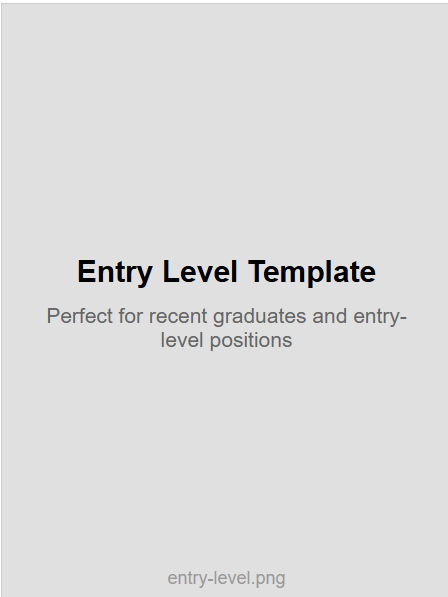 Entry Level Template
Perfect for recent graduates and entry-
level positions
entry-level.png